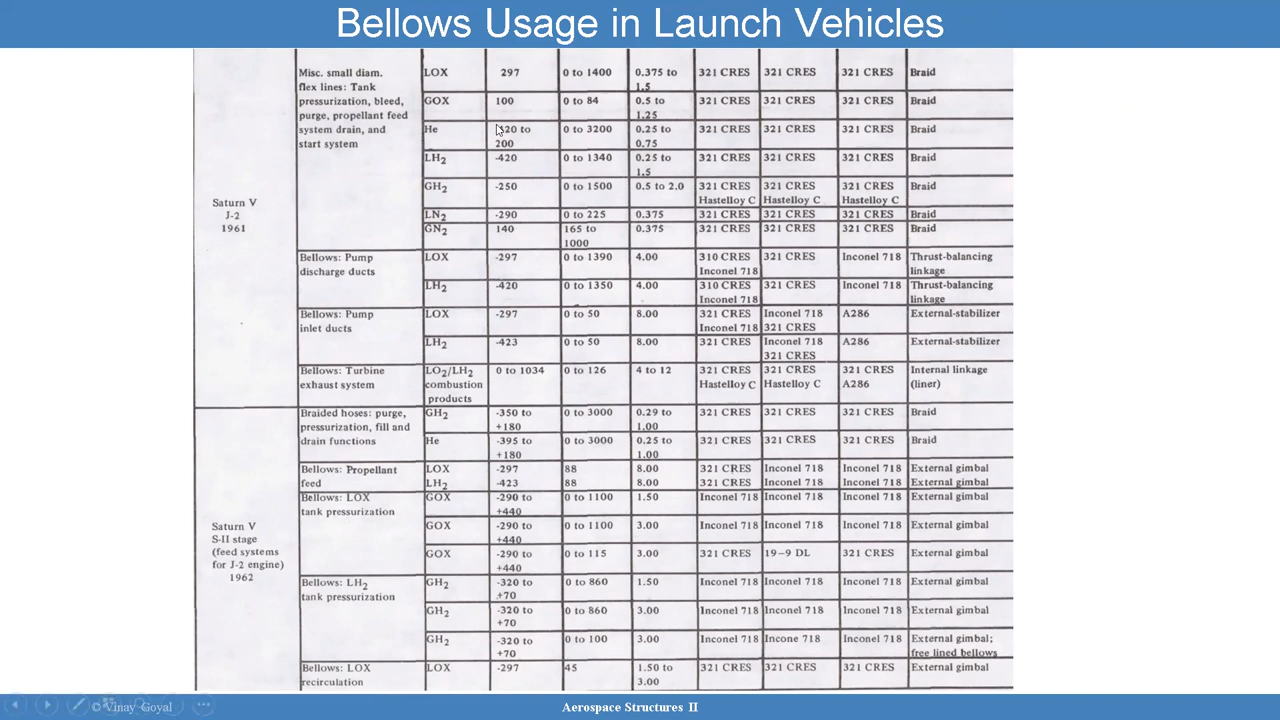 Bellows Usage in Launch Vehicles
Misc. small diam. LOX 297 0 to 1400 0.375 to 321 CRES 321 CRES 321 CRES Braid
flex lines: Tank 1.5
pressurization, bleed, GOX 100 0 to 84 0.5 to 321 CRES 321 CRES 321 CRES Braid
purge, propellant feed 1.25
system drain, and He to 0 to 3200 0.25 to 321 CRES 321 CRES 321 CRES Braid
start system 200 0.75
LH2 -420 0 to 1340 0.25 to 321 CRES 321 CRES 321 CRES Braid
1.5
GH2 -250 0 to 1500 0.5 to 2.0 321 CRES 321 CRES 321 CRES Braid
Saturn V Hastelloy C Hastelloy C Hastelloy C
J-2 LN2 -290 0 to 225 0.375 321 CRES 321 CRES 321 CRES Braid
1961 GN2 140 165 to 0.375 321 CRES 321 CRES 321 CRES Braid
1000
Bellows: Pump LOX -297 0 to 1390 4.00 310 CRES 321 CRES Inconel 718 Thrust-balancing
discharge ducts Inconel 718 linkage
LH2 -420 0 to 1350 4.00 310 CRES 321 CRES Inconel 718 Thrust-balancing
Inconel 718 linkage
Bellows: Pump LOX -297 0 to 50 8.00 321 CRES Inconel 718 A286 External-stabilizer
inlet ducts Inconel 718 321 CRES
LH2 -423 0 to 50 8.00 321 CRES Inconel 718 A286 External-stabilizer
321 CRES
Bellows: Turbine LO2/LH2 0 to 1034 0 to 126 4 to 12 321 CRES 321 CRES 321 CRES Internal linkage
exhaust system combustion Hastelloy C Hastelloy C A286 (liner)
products
Braided hoses: purge, GH2 -350 to 0 to 3000 0.29 to 321 CRES 321 CRES 321 CRES Braid
pressurization, fill and +180 1.00
drain functions He -395 to 0 to 3000 0.25 to 321 CRES 321 CRES 321 CRES Braid
+180 1.00
Bellows: Propellant LOX -297 88 8.00 321 CRES Inconel 718 Inconel 718 External gimbal
feed LH2 -423 88 8.00 321 CRES Inconel 718 Inconel 718 External gimbal
Bellows: LOX GOX -290 to 0 to 1100 1.50 Inconel 718 Inconel 718 Inconel 718 External gimbal
tank pressurization +440
Saturn V GOX -290 to 0 to 1100 3.00 Inconel 718 Inconel 718 Inconel 718 External gimbal
S-II stage +440
(feed systems GOX -290 to 0 to 115 3.00 321 CRES 19-9 DL 321 CRES External gimbal
for J-2 engine) +440
1962 Bellows: LH2 GH2 -320 to 0 to 860 1.50 Inconel 718 Inconel 718 Inconel 718 External gimbal
tank pressurization +70
GH2 -320 to 0 to 860 3.00 Inconel 718 Inconel 718 Inconel 718 External gimbal
+70
GH2 -320 to 0 to 100 3.00 Inconel 718 Incone 718 Inconel 718 External gimbal;
+70 free lined bellows
Bellows: LOX LOX -297 45 1.50 to 321 CRES 321 CRES 321 CRES External gimbal
recirculation 3.00
© Vinay Goyal
Aerospace Structures II